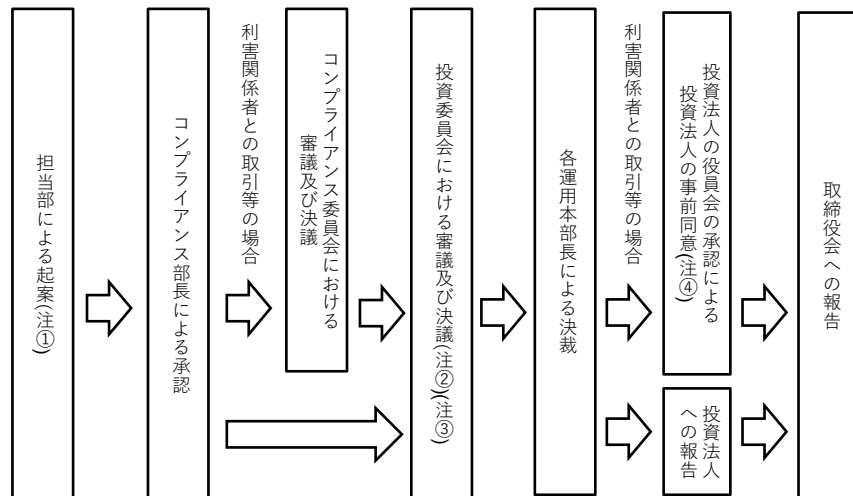 担当部による起案(注①)
コンプライアンス部長による承認
利害関係者との取引等の場合
コンプライアンス委員会における
審議及び決議
投資委員会における審議及び決議(注②)(注③)
各運用本部長による決裁
利害関係者との取引等の場合
投資法人の役員会の承認による
投資法人の事前同意(注④)
投資法人
への報告
取締役会への報告